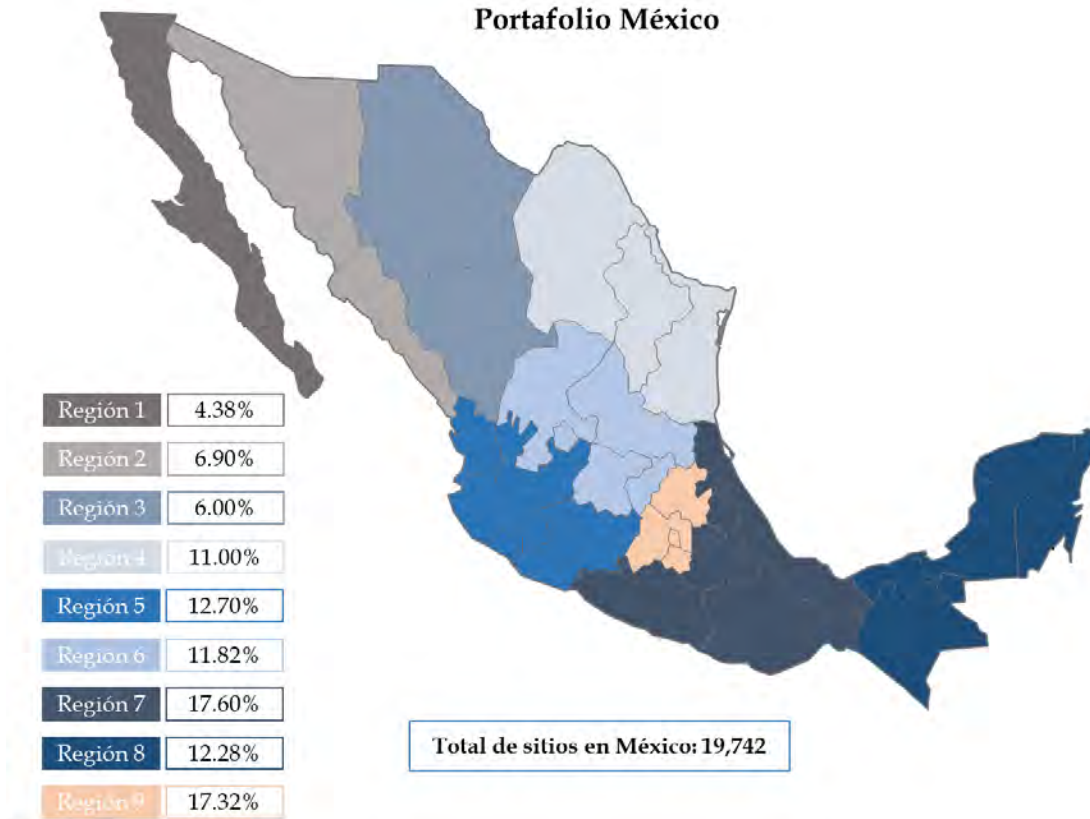 Portafolio México
Región 1 4.38%
Región 2 6.90%
Región 3 6.00%
Región 4 11.00%
Región 5 12.70%
Región 6 11.82%
Región 7 17.60%
Región 8 12.28%
Región 9 17.32%
Total de sitios en México: 19,742